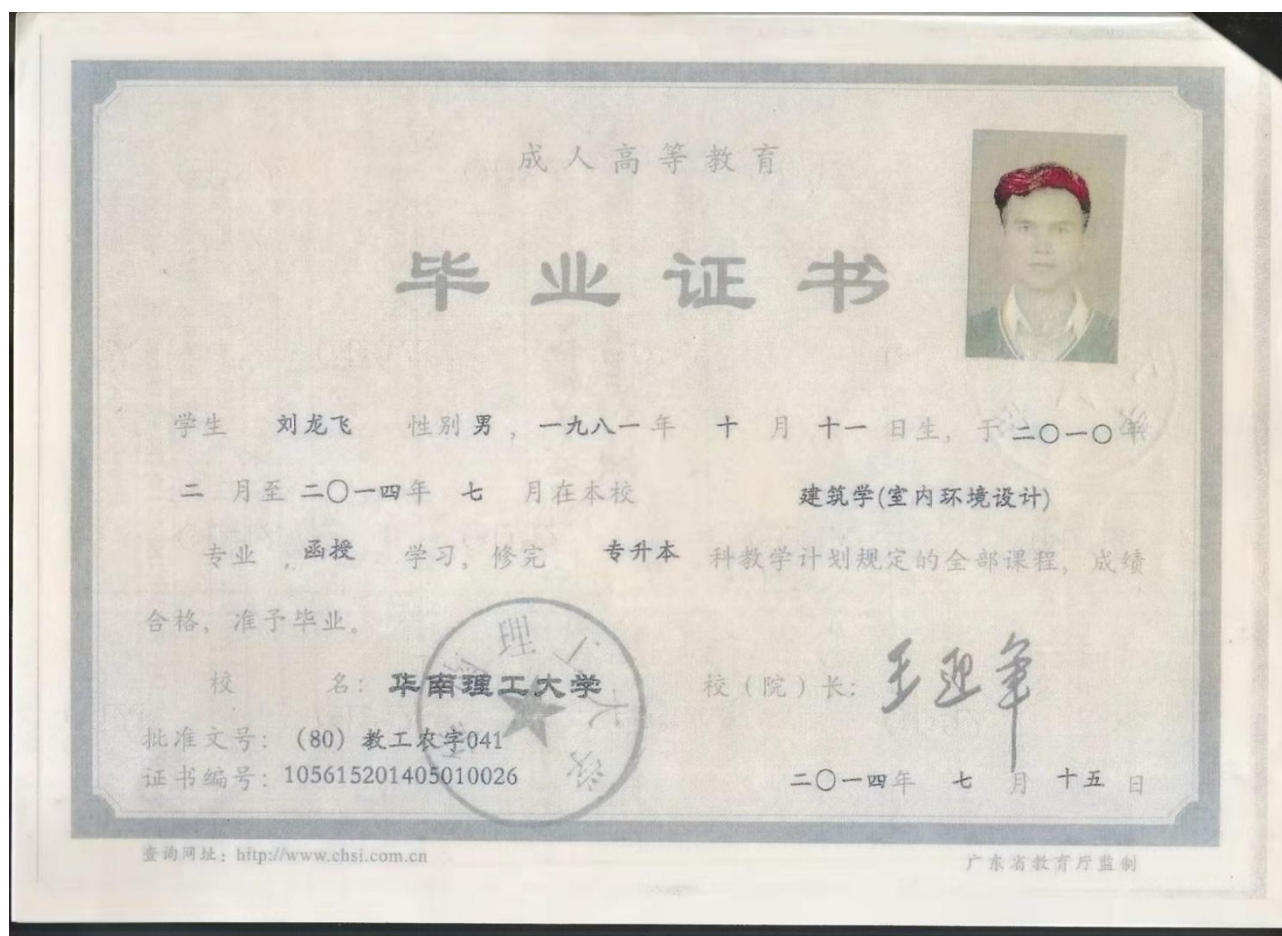 成人高等教育
毕业证书
学生 刘龙飞 性别 男，一九八一年 十 月 十一 日生，于二〇一〇年
二 月至 二〇一四年 七 月在本校 建筑学(室内环境设计)
专业，函授 学习，修完 专升本 科教学计划规定的全部课程，成绩
合格，准予毕业。
校 名：华南理工大学 校（院）长：王迎军
批准文号：（80）教工农字041
证书编号：105615201405010026 二〇一四年 七 月 十五 日
查询网址：http://www.chsi.com.cn 广东省教育厅监制